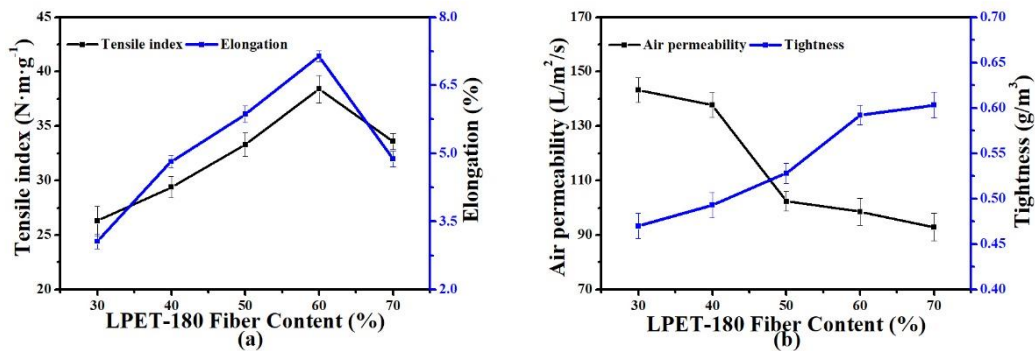 Tensile index (N·m·g⁻¹)
45
40
35
30
25
20
Tensile index
Elongation
30
40
50
60
70
8.0
6.5
5.0
3.5
2.0
Elongation (%)
LPET-180 Fiber Content (%)
(a)
Air permeability (L/m²/s)
170
150
130
110
90
70
Air permeability
Tightness
30
40
50
60
70
0.70
0.65
0.60
0.55
0.50
0.45
0.40
Tightness (g/m³)
LPET-180 Fiber Content (%)
(b)